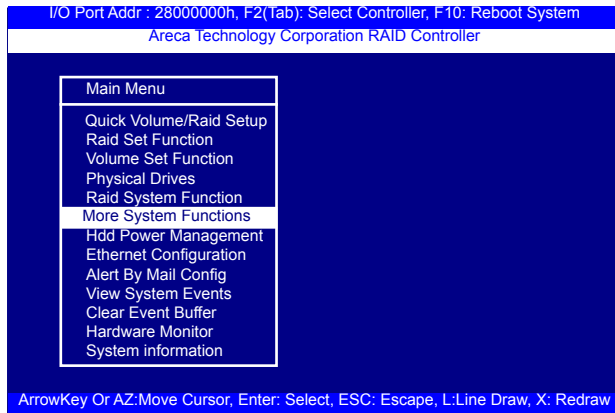 I/O Port Addr : 28000000h, F2(Tab): Select Controller, F10: Reboot System
Areca Technology Corporation RAID Controller
Main Menu
Quick Volume/Raid Setup
Raid Set Function
Volume Set Function
Physical Drives
Raid System Function
More System Functions
Hdd Power Management
Ethernet Configuration
Alert By Mail Config
View System Events
Clear Event Buffer
Hardware Monitor
System information
ArrowKey Or AZ:Move Cursor, Enter: Select, ESC: Escape, L:Line Draw, X: Redraw